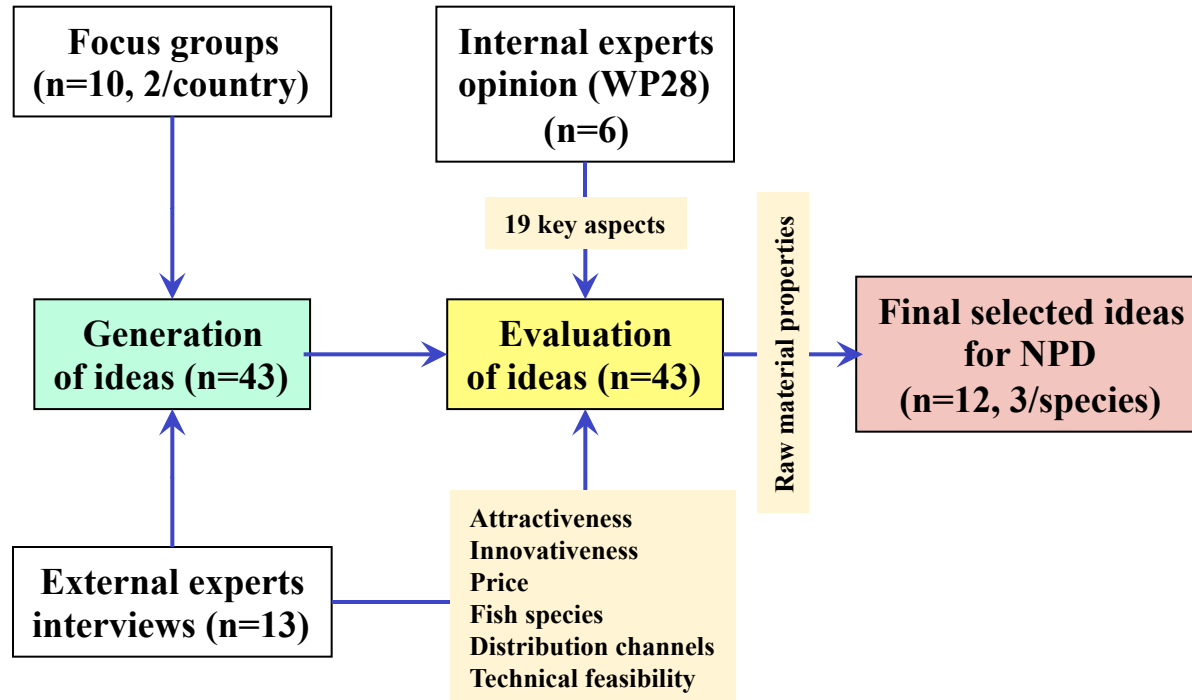 Focus groups
(n=10, 2/country)
Internal experts
opinion (WP28)
(n=6)
19 key aspects
Raw material properties
Generation
of ideas (n=43)
Evaluation
of ideas (n=43)
Final selected ideas
for NPD
(n=12, 3/species)
External experts
interviews (n=13)
Attractiveness
Innovativeness
Price
Fish species
Distribution channels
Technical feasibility